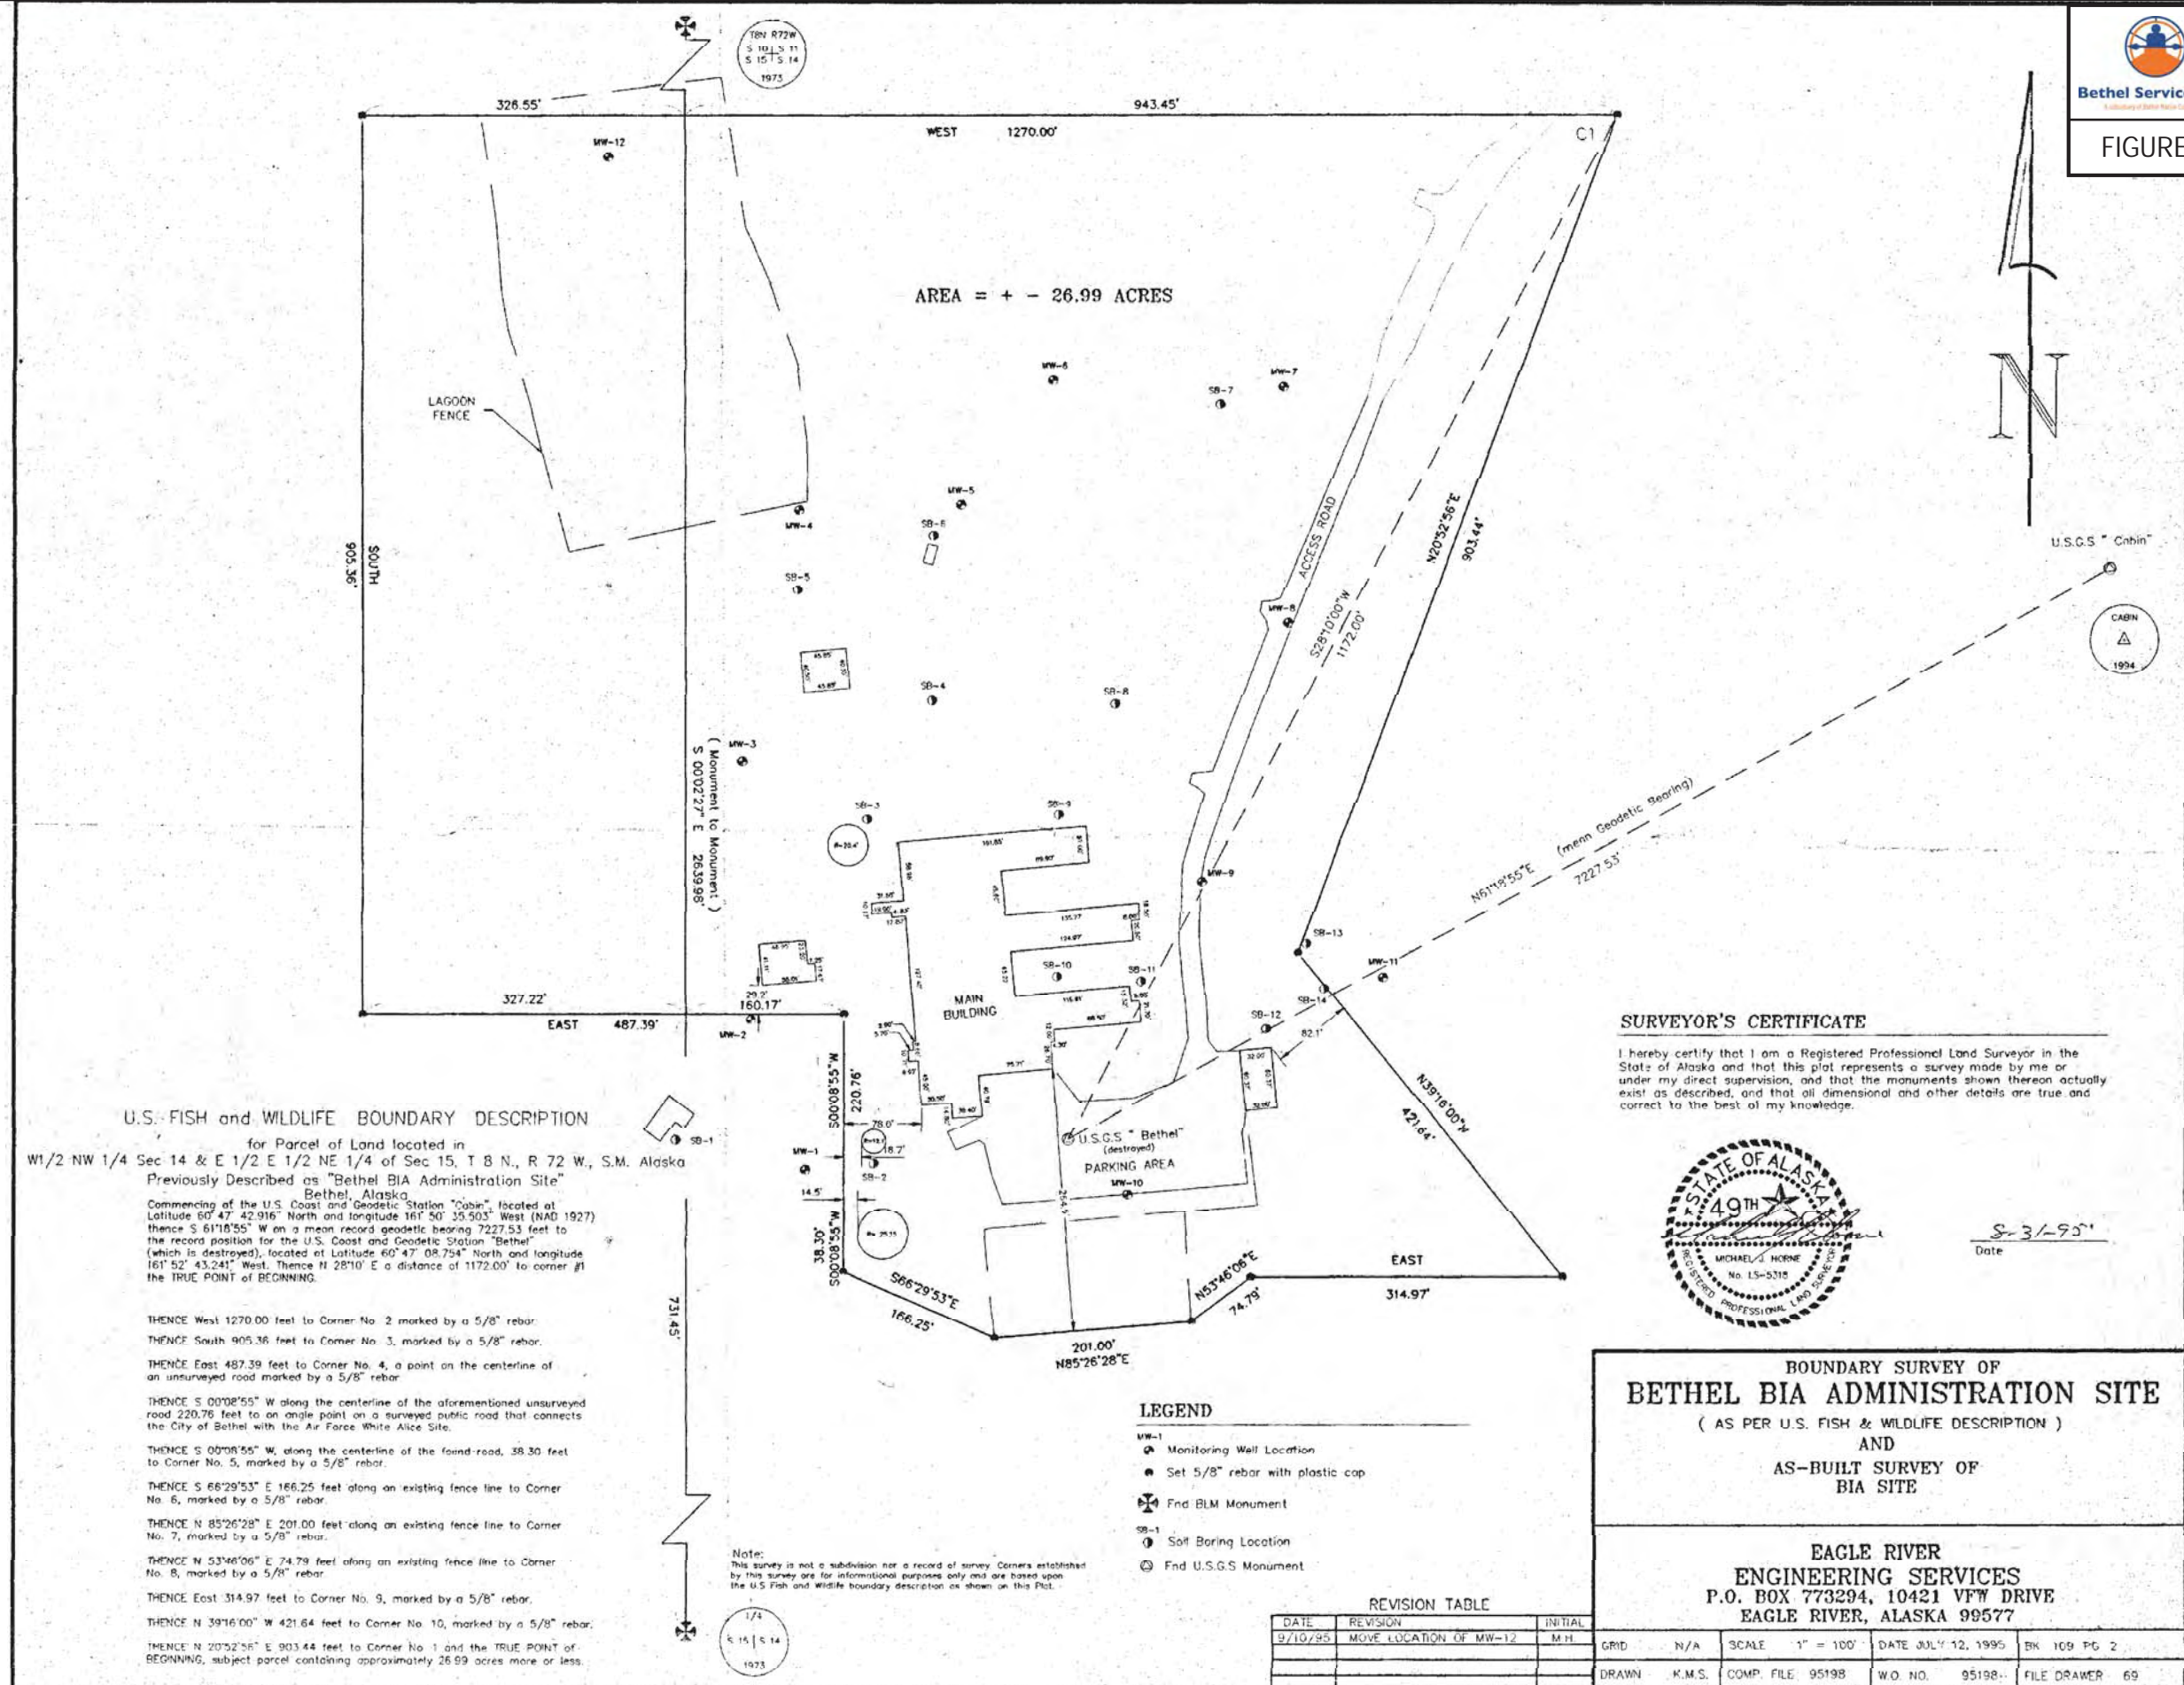 T8N R72W
S 10 | S 11
S 15 | S 14
1973
Bethel Servic
FIGURE
326.55'
943.45'
WEST 1270.00'
C1
MW-12
AREA = + - 26.99 ACRES
MW-6
MW-7
SB-7
LAGOON
FENCE
MW-5
MW-4
SB-6
SB-5
SOUTH
905.36'
ACCESS ROAD
N20°52'56"E
903.44'
N
U.S.G.S " Cabin"
CABIN
1994
MW-8
S28°10'00"W
1172.00'
45.85'
45.85'
SB-4
SB-8
MW-3
( Monument to Monument )
S 00°02'27" E 2639.98'
SB-3
SB-9
R=20.4'
MW-9
N61°18'55"E (mean Geodetic Bearing)
7227.53'
SB-13
MW-11
SB-10
SB-11
SB-14
SB-12
82.1'
MAIN
BUILDING
327.22'
29.2'
160.17'
EAST 487.39'
MW-2
S00°08'55"W
220.76'
32.00'
N39°16'00"W
421.64'
78.0'
18.7'
SB-1
MW-1
SB-2
14.5'
38.30'
S00°08'55"W
U.S.G.S " Bethel"
(destroyed)
PARKING AREA
MW-10
S66°29'53"E
166.25'
201.00'
N85°26'28"E
N53°46'06"E
74.79'
EAST
314.97'
731.45'
U.S. FISH and WILDLIFE BOUNDARY DESCRIPTION
for Parcel of Land located in
W1/2 NW 1/4 Sec 14 & E 1/2 E 1/2 NE 1/4 of Sec 15, T 8 N., R 72 W., S.M. Alaska
Previously Described as "Bethel BIA Administration Site"
Bethel, Alaska
Commencing of the U.S. Coast and Geodetic Station "Cabin", located at
Latitude 60° 47' 42.916" North and longitude 161° 50' 35.503" West (NAD 1927)
thence S 61°18'55" W on a mean record geodetic bearing 7227.53 feet to
the record position for the U.S. Coast and Geodetic Station "Bethel"
(which is destroyed), located at Latitude 60° 47' 08.754" North and longitude
161° 52' 43.241" West. Thence N 28°10' E a distance of 1172.00' to corner #1
the TRUE POINT of BEGINNING.
THENCE West 1270.00 feet to Corner No. 2 marked by a 5/8" rebar.
THENCE South 905.36 feet to Corner No. 3, marked by a 5/8" rebar.
THENCE East 487.39 feet to Corner No. 4, a point on the centerline of
an unsurveyed road marked by a 5/8" rebar
THENCE S 00°08'55" W along the centerline of the aforementioned unsurveyed
road 220.76 feet to an angle point on a surveyed public road that connects
the City of Bethel with the Air Force White Alice Site.
THENCE S 00°08'55" W, along the centerline of the found road, 38.30 feet
to Corner No. 5, marked by a 5/8" rebar.
THENCE S 66°29'53" E 166.25 feet along an existing fence line to Corner
No. 6, marked by a 5/8" rebar.
THENCE N 85°26'28" E 201.00 feet along an existing fence line to Corner
No. 7, marked by a 5/8" rebar.
THENCE N 53°46'06" E 74.79 feet along an existing fence line to Corner
No. 8, marked by a 5/8" rebar
THENCE East 314.97 feet to Corner No. 9, marked by a 5/8" rebar.
THENCE N 39°16'00" W 421.64 feet to Corner No. 10, marked by a 5/8" rebar.
THENCE N 20°52'56" E 903.44 feet to Corner No 1 and the TRUE POINT of
BEGINNING, subject parcel containing approximately 26.99 acres more or less.
Note:
This survey is not a subdivision nor a record of survey Corners established
by this survey are for informational purposes only and are based upon
the U.S Fish and Wildlife boundary description as shown on this Plat.
1/4
S 15 | S 14
1973
LEGEND
MW-1
Monitoring Well Location
Set 5/8" rebar with plastic cap
Fnd BLM Monument
SB-1
Soil Boring Location
Fnd U.S.G.S Monument
REVISION TABLE
DATE REVISION INITIAL
9/10/95 MOVE LOCATION OF MW-12 M.H.
SURVEYOR'S CERTIFICATE
I hereby certify that I am a Registered Professional Land Surveyor in the
State of Alaska and that this plat represents a survey made by me or
under my direct supervision, and that the monuments shown thereon actually
exist as described, and that all dimensional and other details are true and
correct to the best of my knowledge.
STATE OF ALASKA
49TH
MICHAEL J. HORNE
No. LS-5318
REGISTERED PROFESSIONAL LAND SURVEYOR
8-31-95
Date
BOUNDARY SURVEY OF
BETHEL BIA ADMINISTRATION SITE
( AS PER U.S. FISH & WILDLIFE DESCRIPTION )
AND
AS-BUILT SURVEY OF
BIA SITE
EAGLE RIVER
ENGINEERING SERVICES
P.O. BOX 773294, 10421 VFW DRIVE
EAGLE RIVER, ALASKA 99577
GRID N/A SCALE 1" = 100' DATE JULY 12, 1995 BK 109 PG 2
DRAWN K.M.S. COMP. FILE 95198 W.O. NO. 95198 FILE DRAWER 69